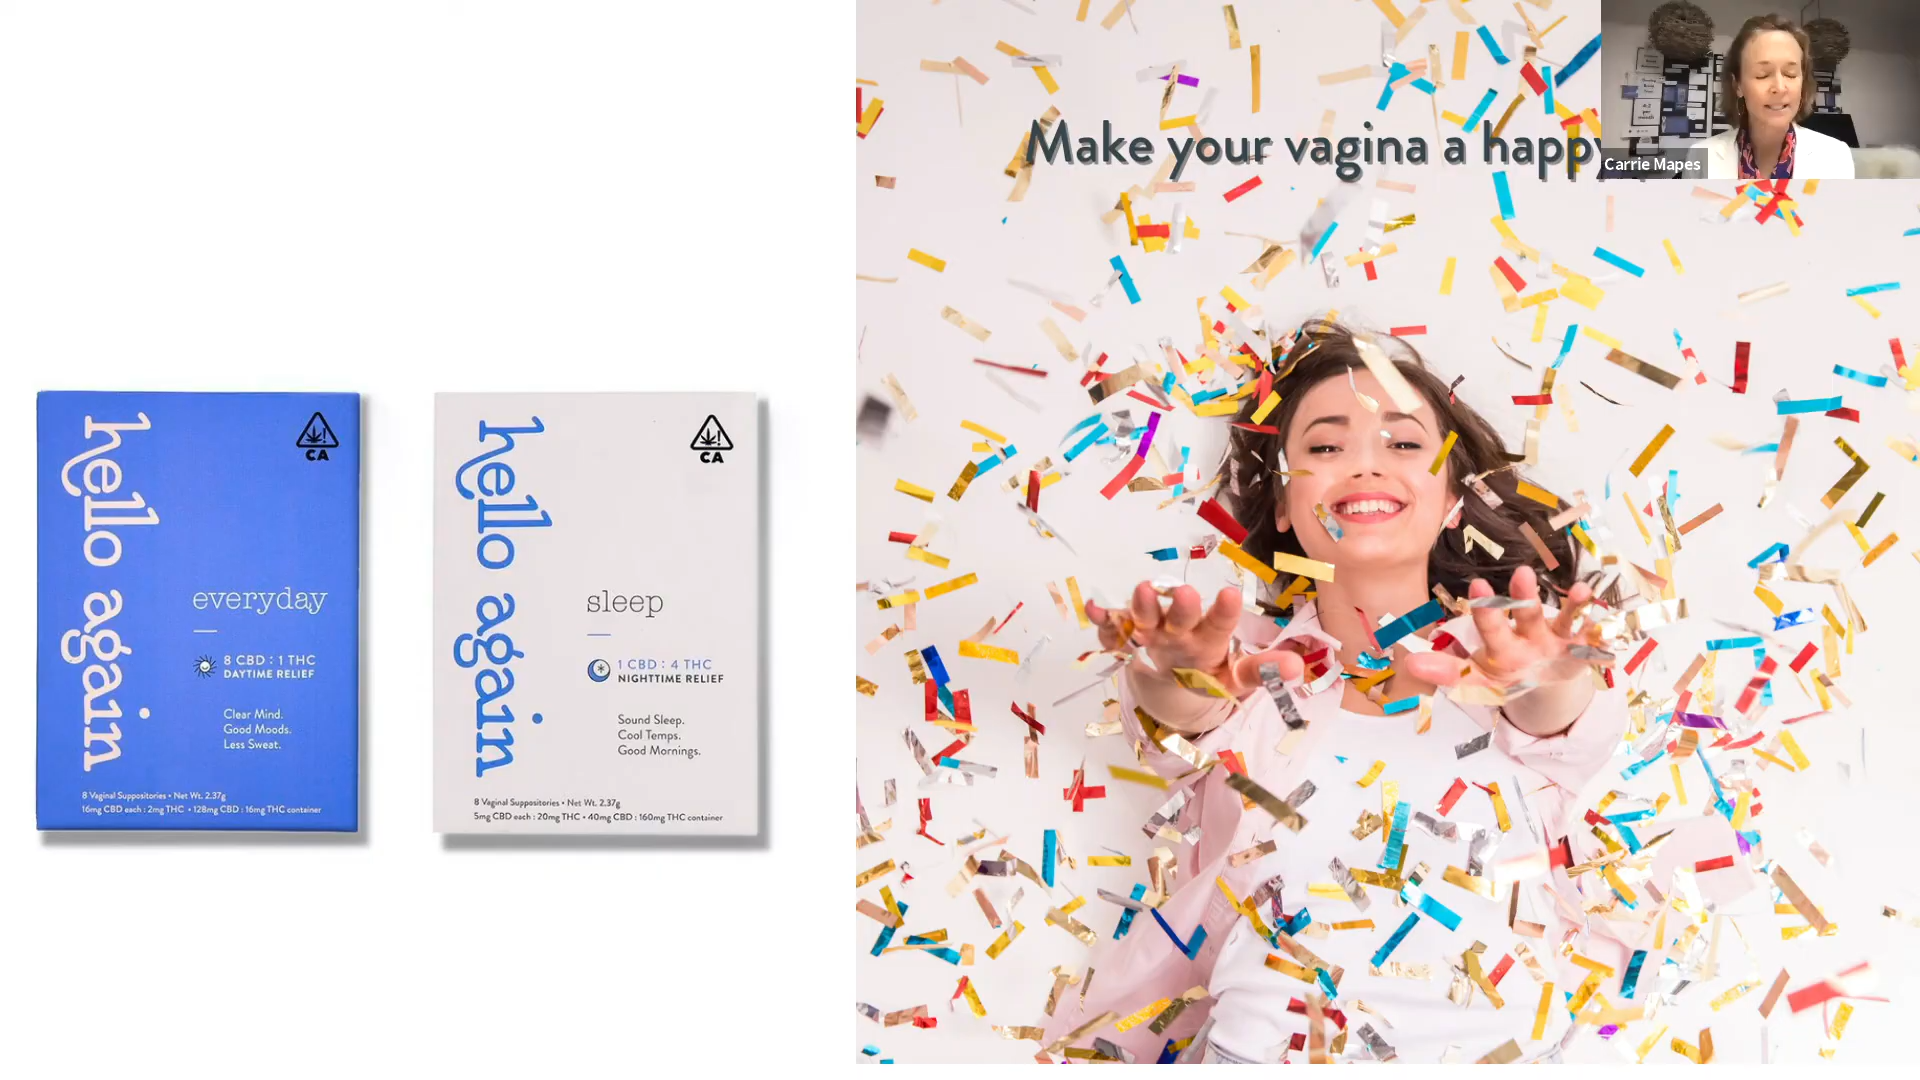 hello again
CA
everyday
8 CBD : 1 THC
DAYTIME RELIEF
Clear Mind.
Good Moods.
Less Sweat.
8 Vaginal Suppositories • Net Wt. 2.37g
16mg CBD each : 2mg THC • 128mg CBD : 16mg THC container
hello again
CA
sleep
1 CBD : 4 THC
NIGHTTIME RELIEF
Sound Sleep.
Cool Temps.
Good Mornings.
8 Vaginal Suppositories • Net Wt. 2.37g
5mg CBD each : 20mg THC • 40mg CBD : 160mg THC container
Make your vagina a happy
Carrie Mapes